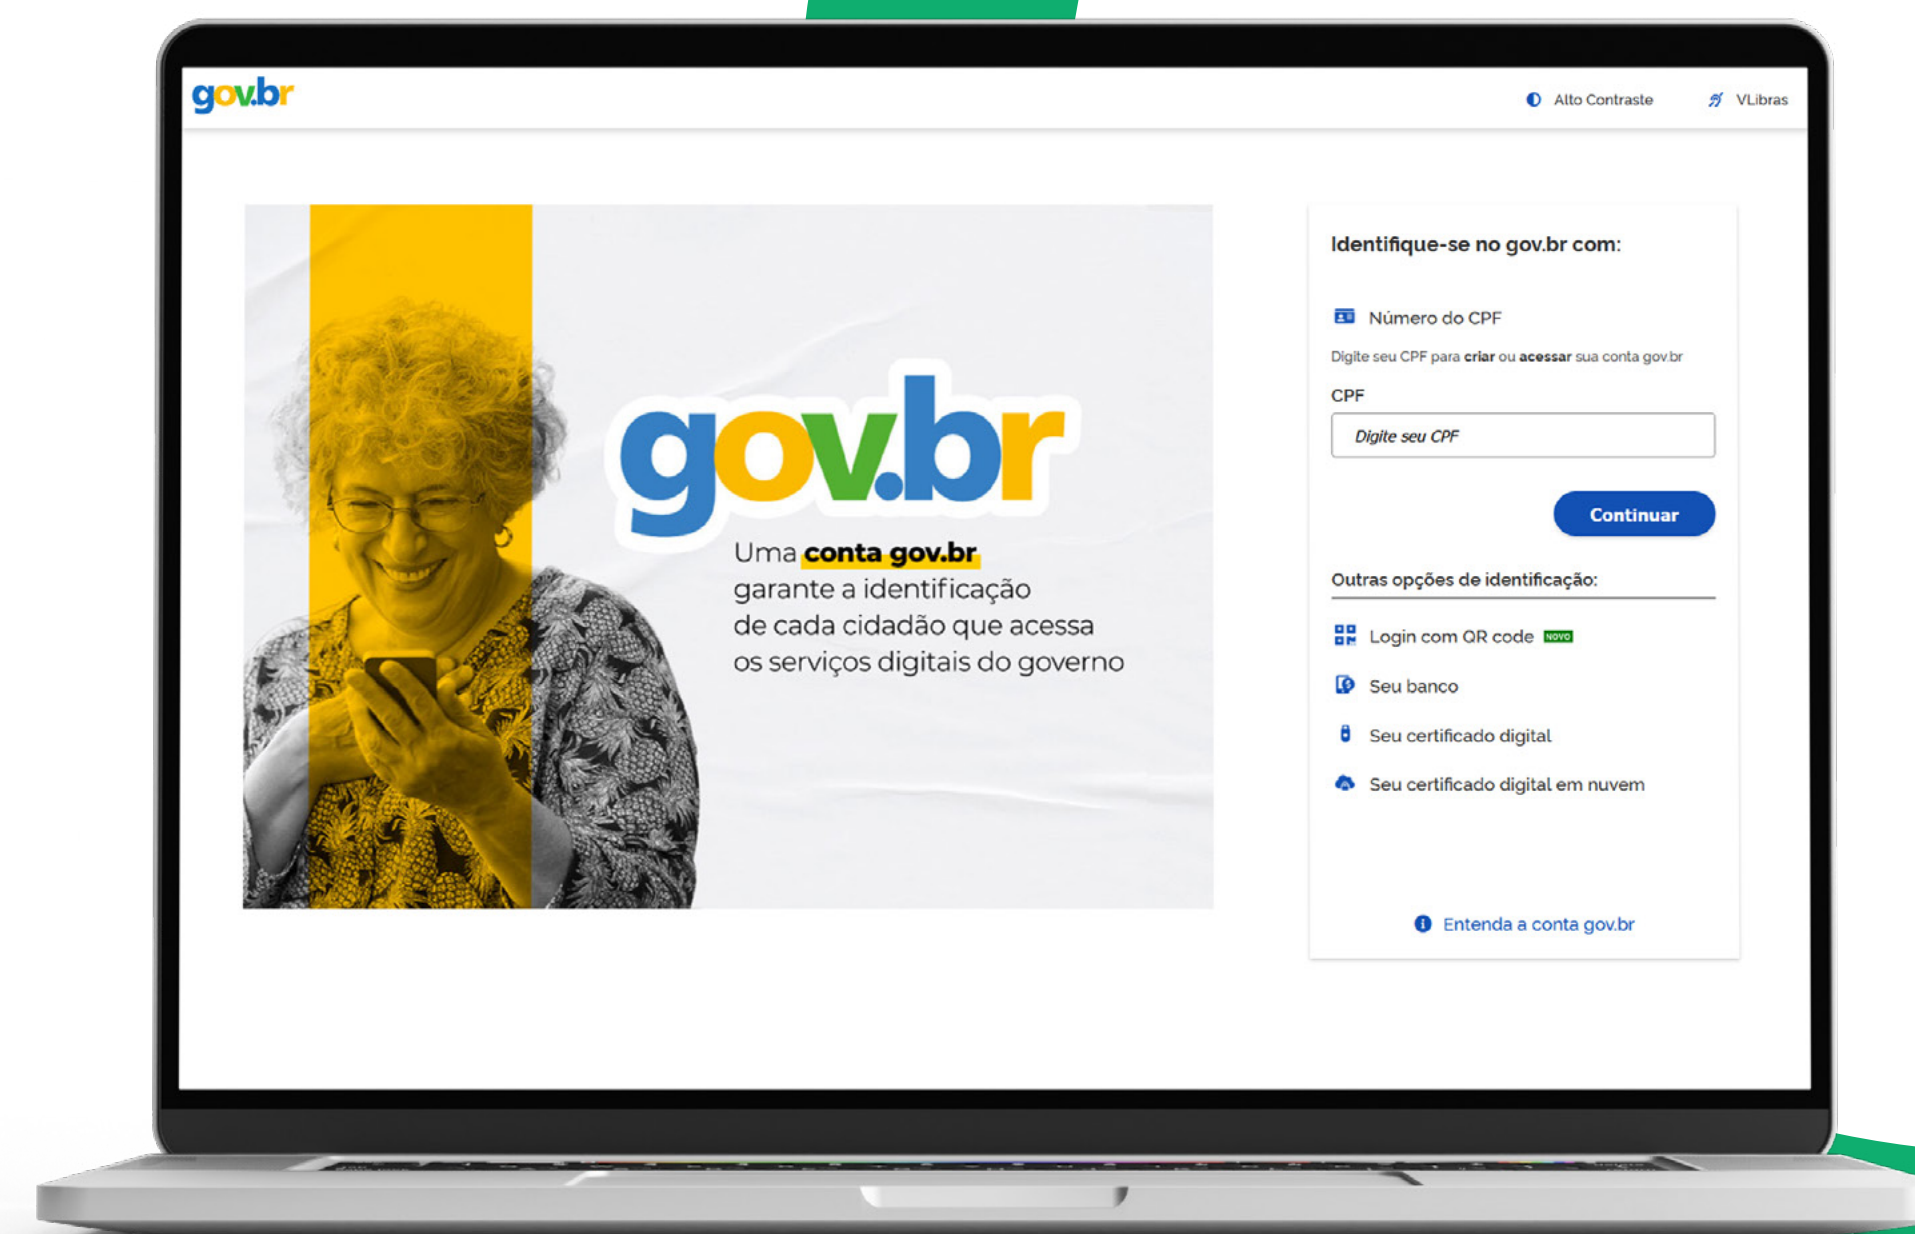 gov.br
Alto Contraste
VLibras
gov.br
Uma conta gov.br
garante a identificação
de cada cidadão que acessa
os serviços digitais do governo
Identifique-se no gov.br com:
Número do CPF
Digite seu CPF para criar ou acessar sua conta gov.br
CPF
Digite seu CPF
Continuar
Outras opções de identificação:
Login com QR code NOVO
Seu banco
Seu certificado digital
Seu certificado digital em nuvem
Entenda a conta gov.br